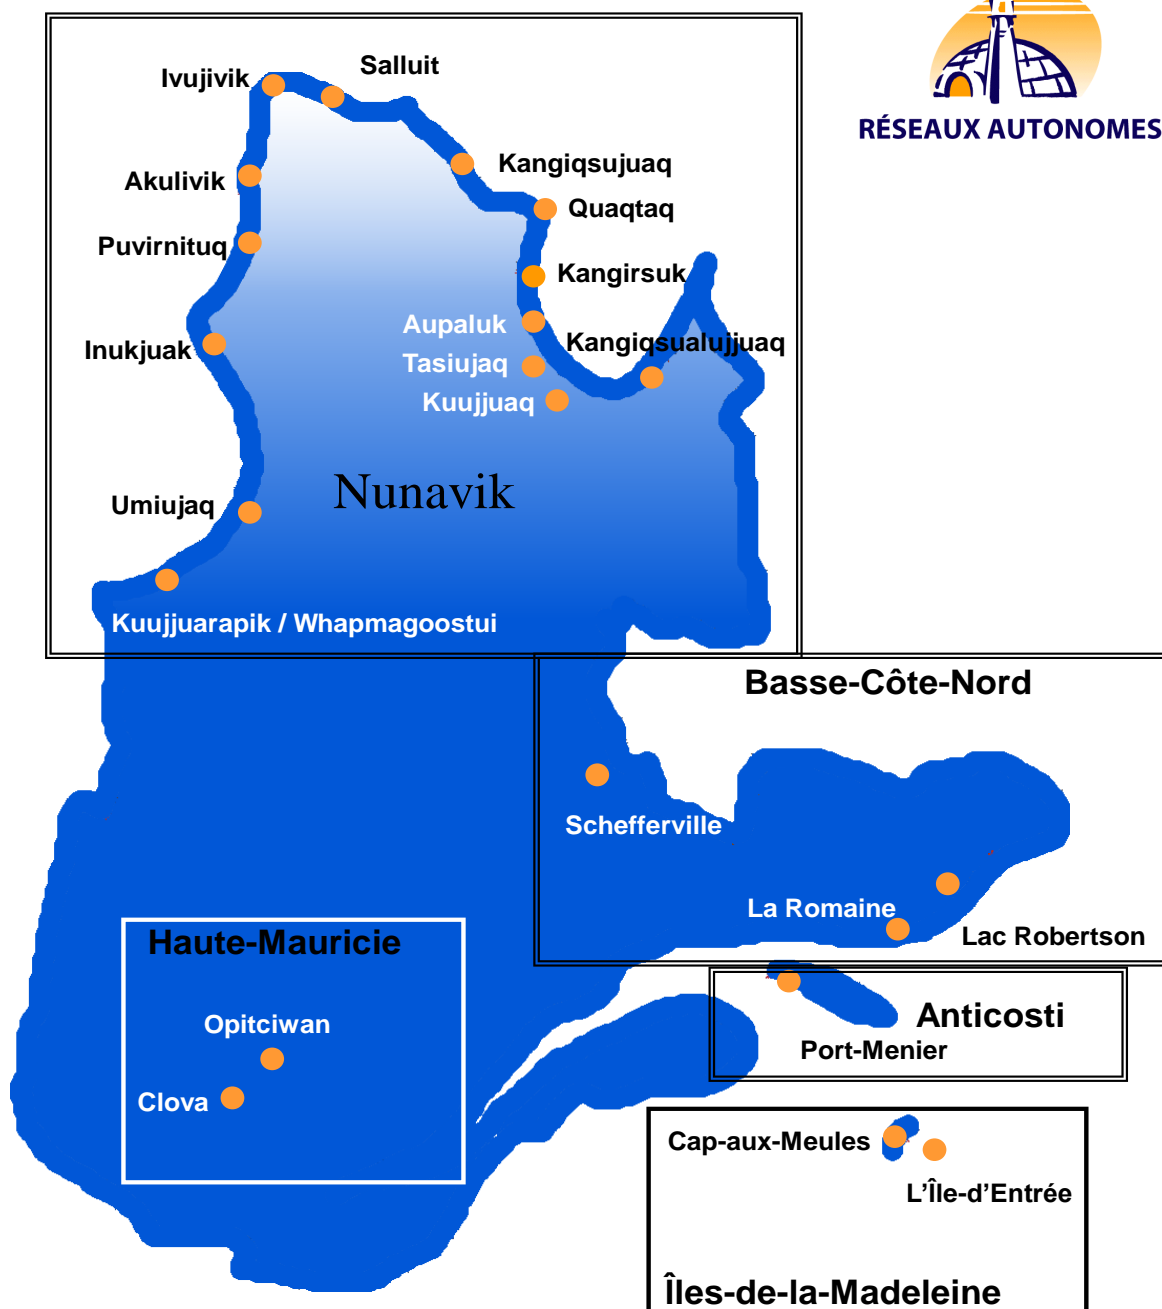 RÉSEAUX AUTONOMES
Salluit
Ivujivik
Kangiqsujuaq
Akulivik
Quaqtaq
Puvirnituq
Kangirsuk
Aupaluk
Kangiqsualujjuaq
Inukjuak
Tasiujaq
Kuujjuaq
Nunavik
Umiujaq
Kuujjuarapik / Whapmagoostui
Basse-Côte-Nord
Schefferville
La Romaine
Lac Robertson
Haute-Mauricie
Anticosti
Opitciwan
Port-Menier
Clova
Cap-aux-Meules
L’Île-d’Entrée
Îles-de-la-Madeleine